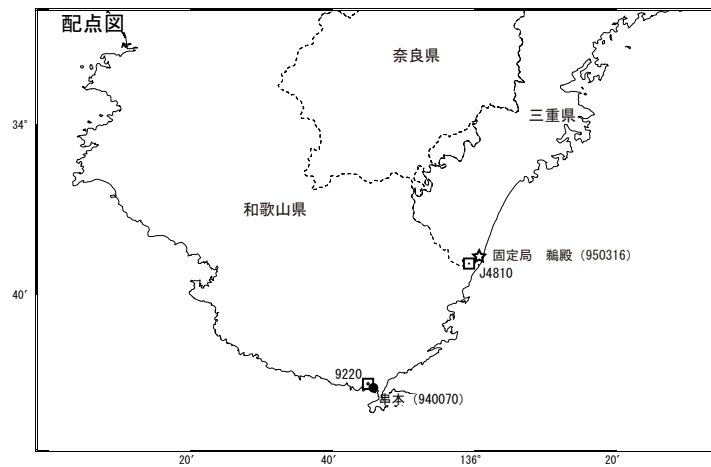 配点図
奈良県
三重県
34°
和歌山県
固定局 鵜殿（950316）
J4810
40′
9220
串本（940070）
20′
40′
136°
20′